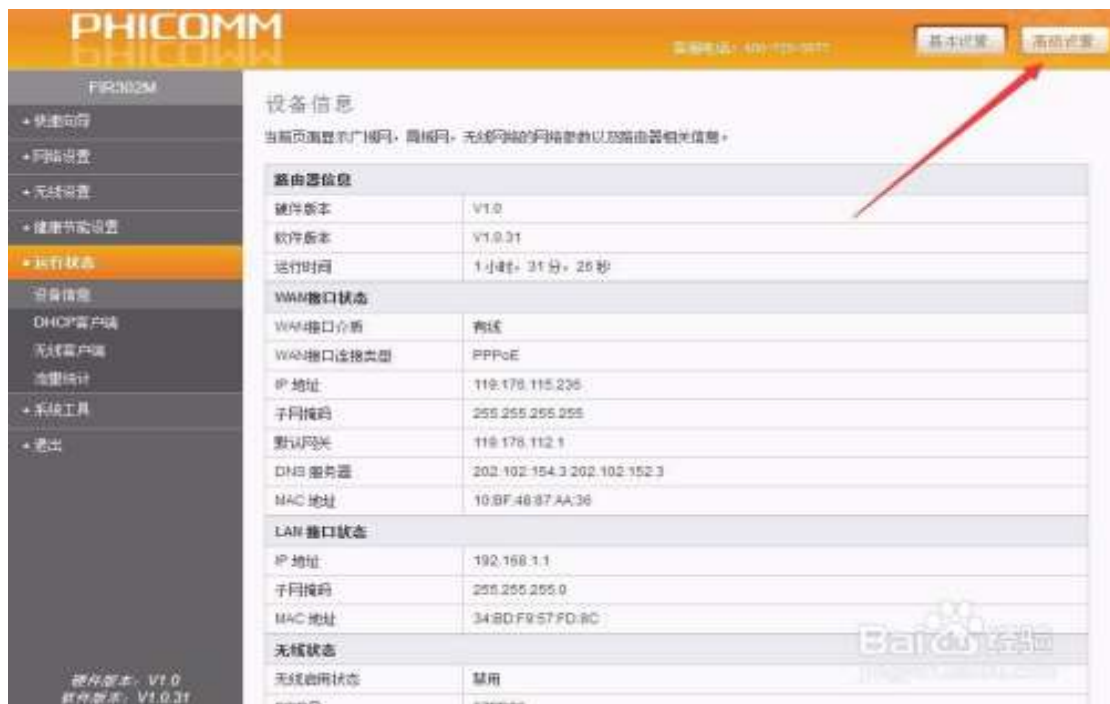 PHICOMM
基本设置
高级设置
FIR302M
快速向导
网络设置
无线设置
健康节能设置
运行状态
设备信息
DHCP客户端
无线客户端
流量统计
系统工具
退出
硬件版本: V1.0
软件版本: V1.0.31
设备信息
当前页面显示广域网,局域网,无线网络的网络参数以及路由器相关信息。
路由器信息
硬件版本 V1.0
软件版本 V1.0.31
运行时间 1小时,31分,26秒
WAN接口状态
WAN接口介质 有线
WAN接口连接类型 PPPoE
IP 地址 119.176.115.236
子网掩码 255.255.255.255
默认网关 119.176.112.1
DNS 服务器 202.102.154.3 202.102.152.3
MAC 地址 10:BF:48:87:AA:36
LAN 接口状态
IP 地址 192.168.1.1
子网掩码 255.255.255.0
MAC 地址 34:BD:F9:57:FD:8C
无线状态
无线启用状态 禁用
Baidu 经验